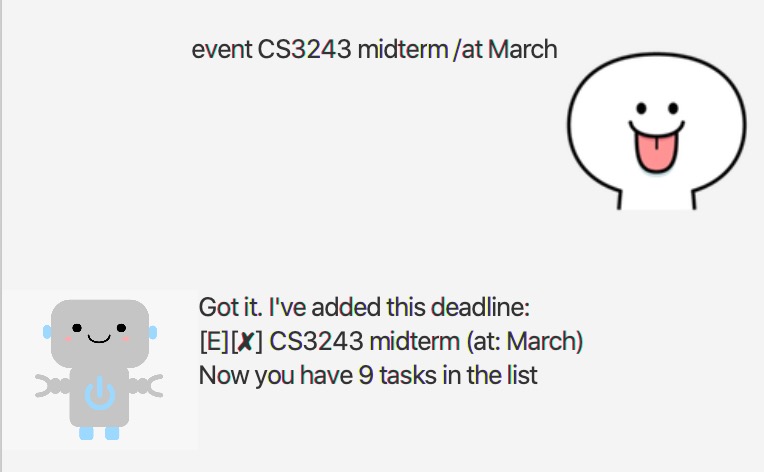 event CS3243 midterm /at March
Got it. I've added this deadline:
[E][✘] CS3243 midterm (at: March)
Now you have 9 tasks in the list